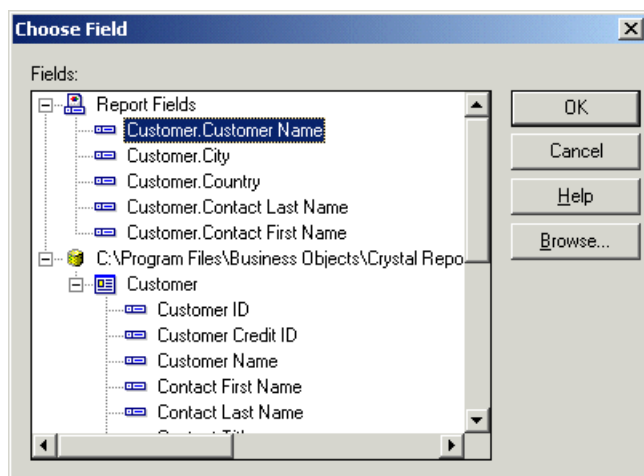 Choose Field
Fields:
Report Fields
Customer.Customer Name
Customer.City
Customer.Country
Customer.Contact Last Name
Customer.Contact First Name
C:\Program Files\Business Objects\Crystal Repo
Customer
Customer ID
Customer Credit ID
Customer Name
Contact First Name
Contact Last Name
OK
Cancel
Help
Browse...